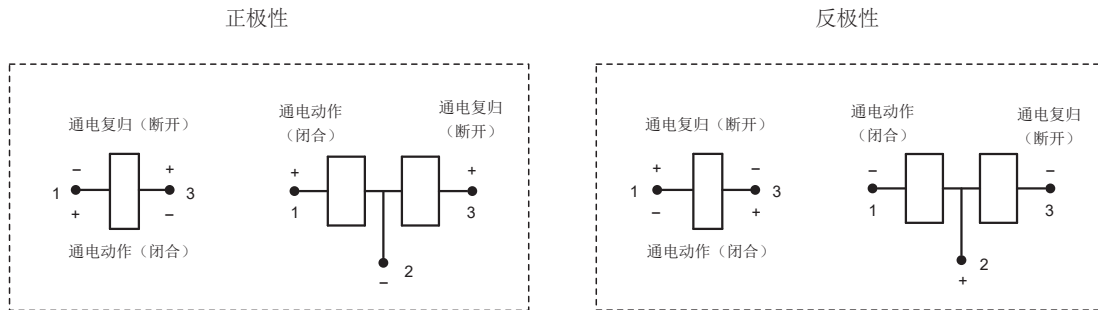 正极性
反极性
通电复归（断开）
− +
1 3
+ −
通电动作（闭合）
通电动作
（闭合）
通电复归
（断开）
+ +
1 3
2
−
通电复归（断开）
+ −
1 3
− +
通电动作（闭合）
通电动作
（闭合）
通电复归
（断开）
− −
1 3
2
+